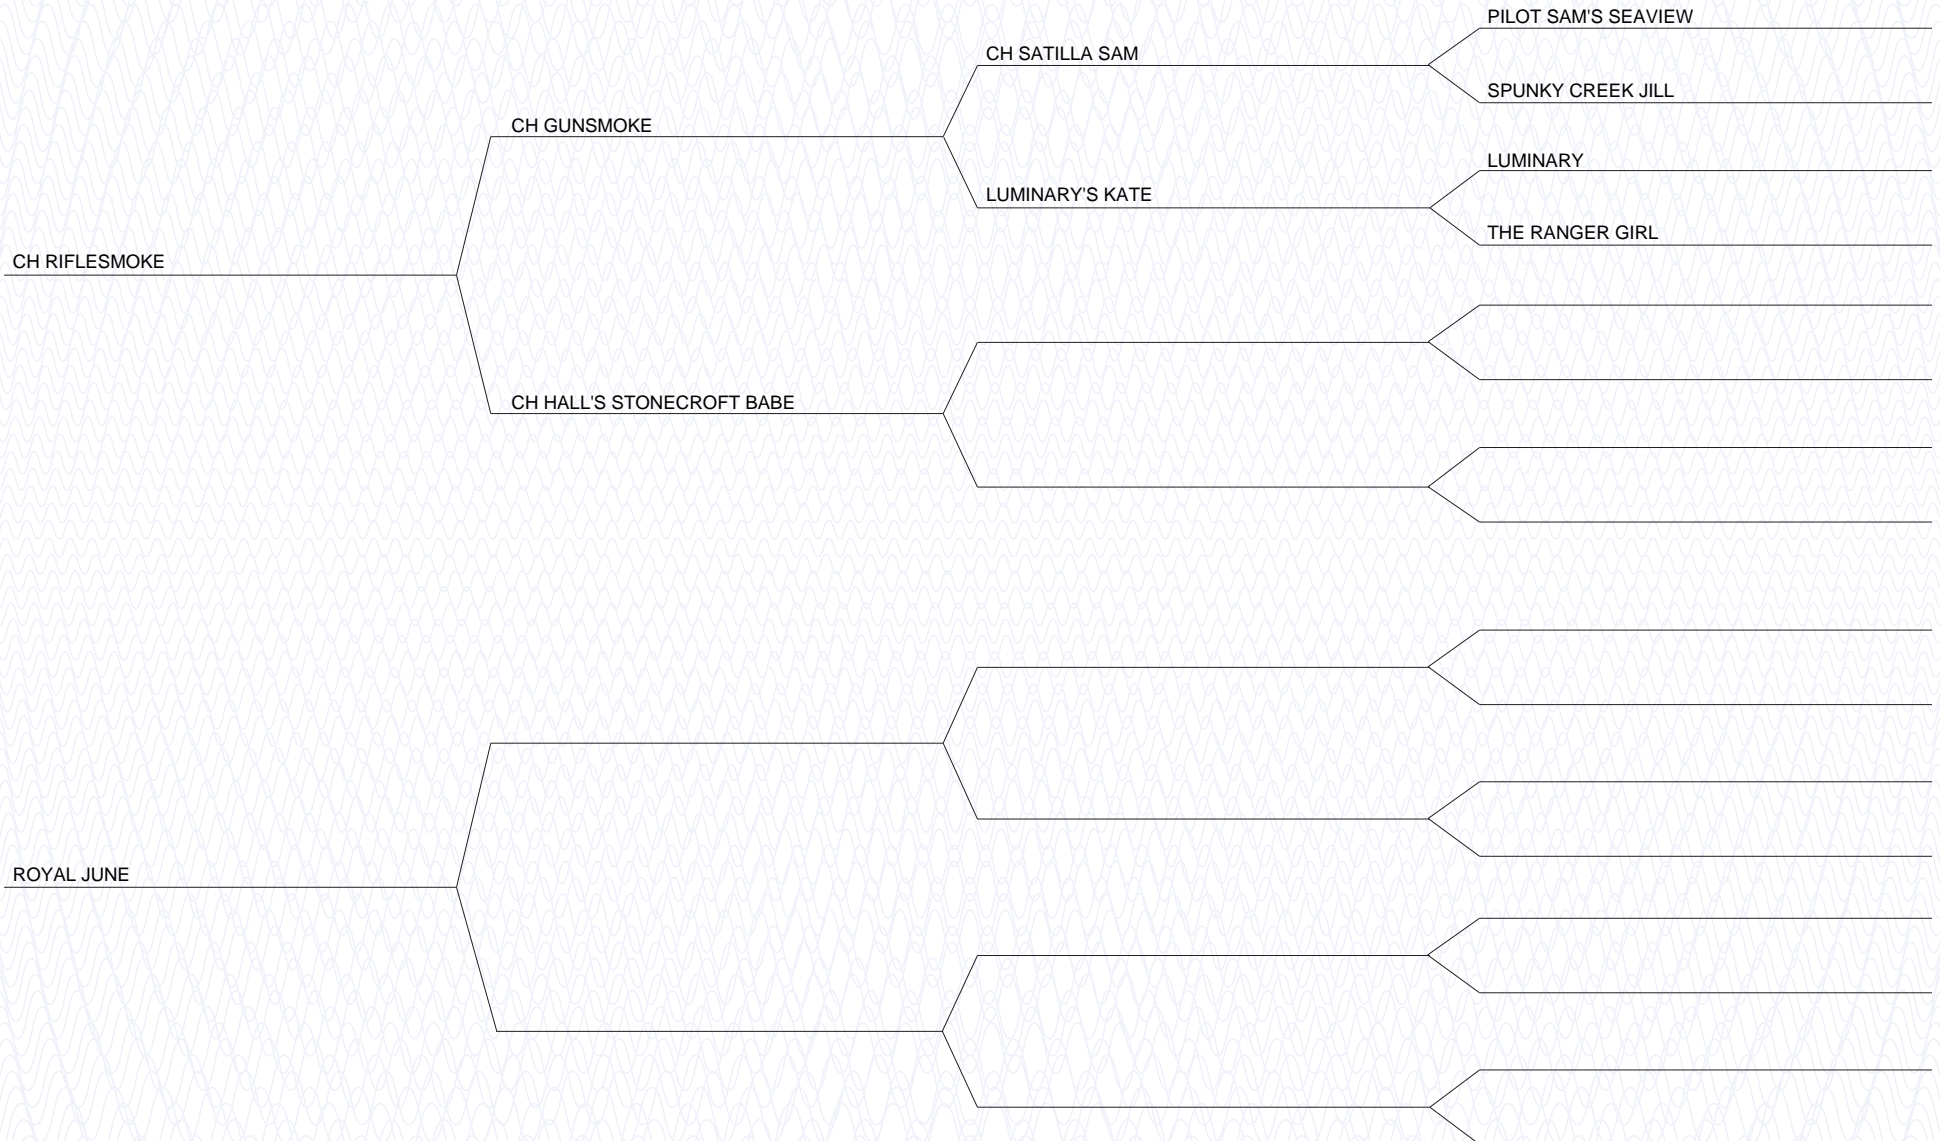 PILOT SAM'S SEAVIEW
CH SATILLA SAM
SPUNKY CREEK JILL
CH GUNSMOKE
LUMINARY
LUMINARY'S KATE
THE RANGER GIRL
CH RIFLESMOKE
CH HALL'S STONECROFT BABE
ROYAL JUNE